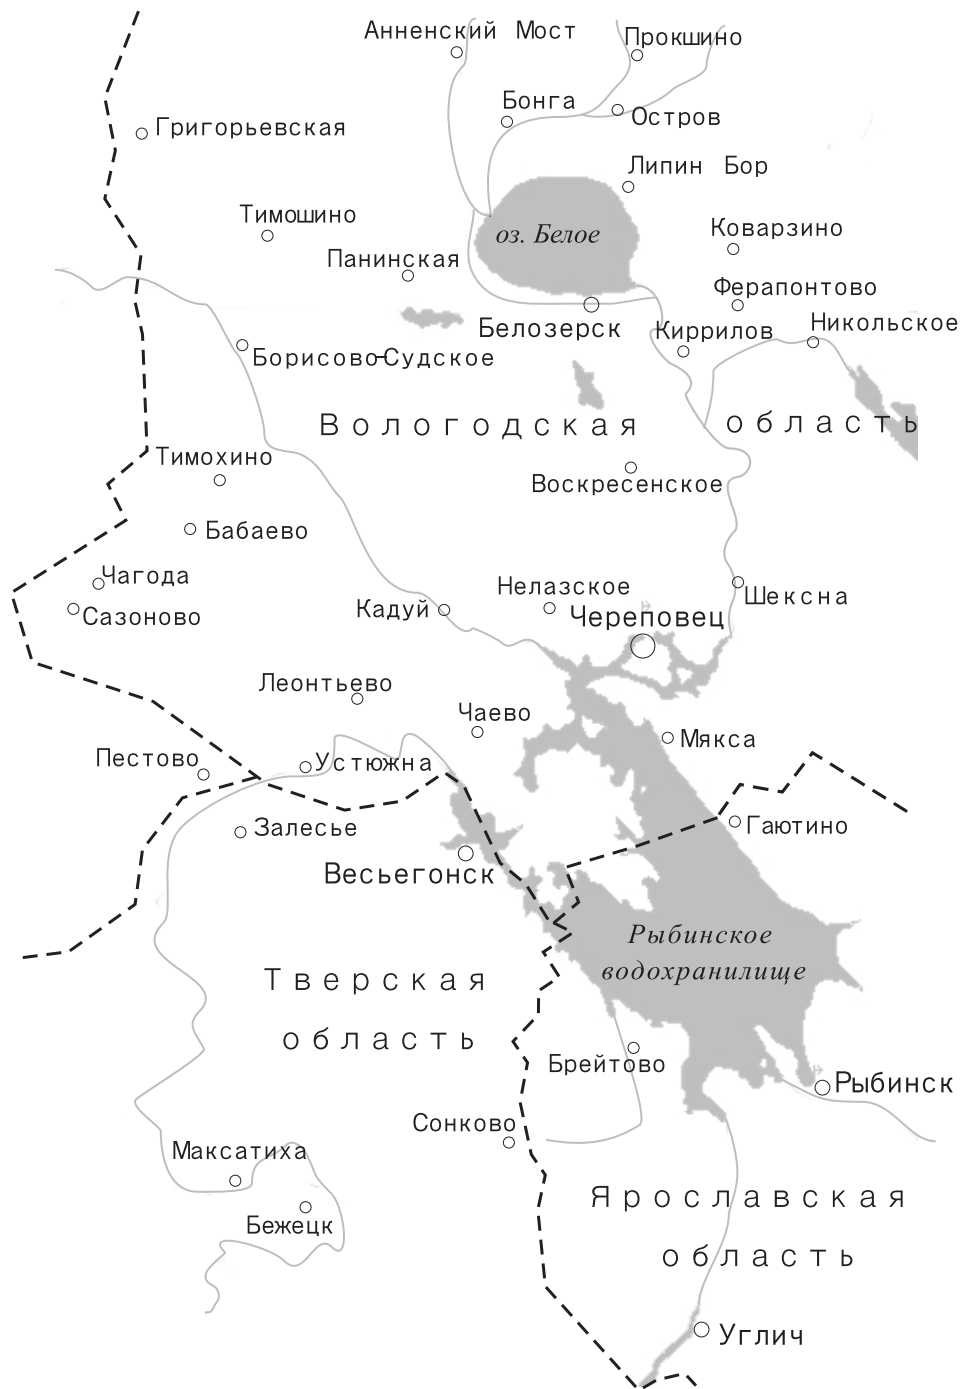 Анненский Мост
Прокшино
Бонга
Остров
Григорьевская
Липин Бор
Тимошино
Коварзино
оз. Белое
Панинская
Ферапонтово
Белозерск
Киррилов
Никольское
Борисово-Судское
Вологодская область
Тимохино
Воскресенское
Бабаево
Чагода
Нелазское
Шексна
Сазоново
Кадуй
Череповец
Леонтьево
Чаево
Мякса
Пестово
Устюжна
Залесье
Гаютино
Весьегонск
Рыбинское
водохранилище
Тверская
область
Брейтово
Рыбинск
Сонково
Максатиха
Ярославская
Бежецк
область
Углич